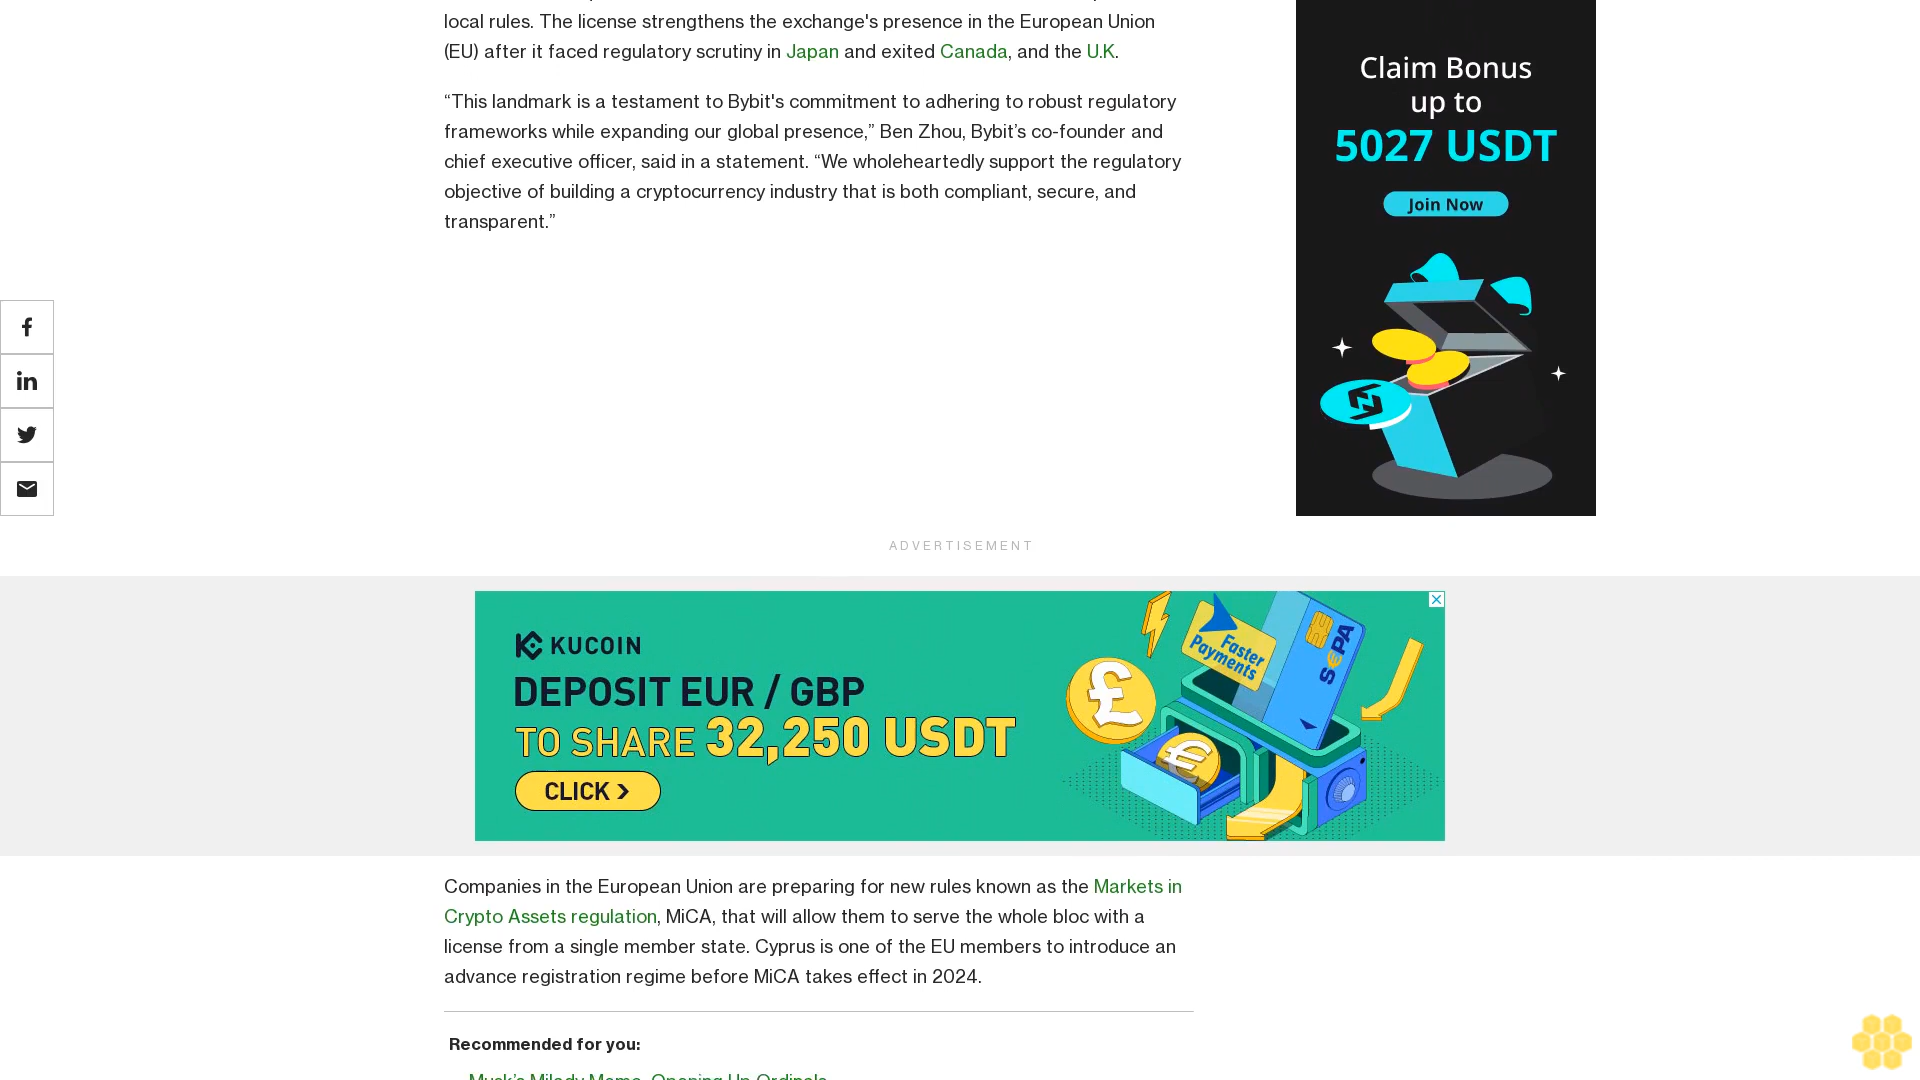 local rules. The license strengthens the exchange's presence in the European Union
(EU) after it faced regulatory scrutiny in Japan and exited Canada, and the U.K.
“This landmark is a testament to Bybit's commitment to adhering to robust regulatory
frameworks while expanding our global presence,” Ben Zhou, Bybit’s co-founder and
chief executive officer, said in a statement. “We wholeheartedly support the regulatory
objective of building a cryptocurrency industry that is both compliant, secure, and
transparent.”
Claim Bonus
up to
5027 USDT
Join Now
ADVERTISEMENT
KUCOIN
DEPOSIT EUR / GBP
TO SHARE 32,250 USDT
CLICK >
Faster
Payments
S€PA
Companies in the European Union are preparing for new rules known as the Markets in
Crypto Assets regulation, MiCA, that will allow them to serve the whole bloc with a
license from a single member state. Cyprus is one of the EU members to introduce an
advance registration regime before MiCA takes effect in 2024.
Recommended for you:
Musk’s Milady Meme, Opening Up Ordinals